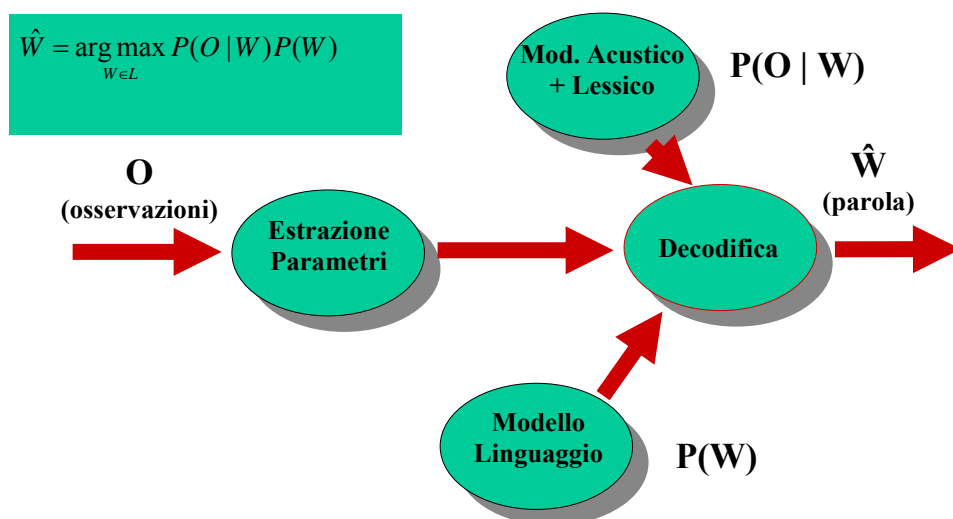 Ŵ = arg max P(O | W)P(W)
W∈L
Mod. Acustico
+ Lessico
P(O | W)
O
(osservazioni)
Estrazione
Parametri
Decodifica
Ŵ
(parola)
Modello
Linguaggio
P(W)